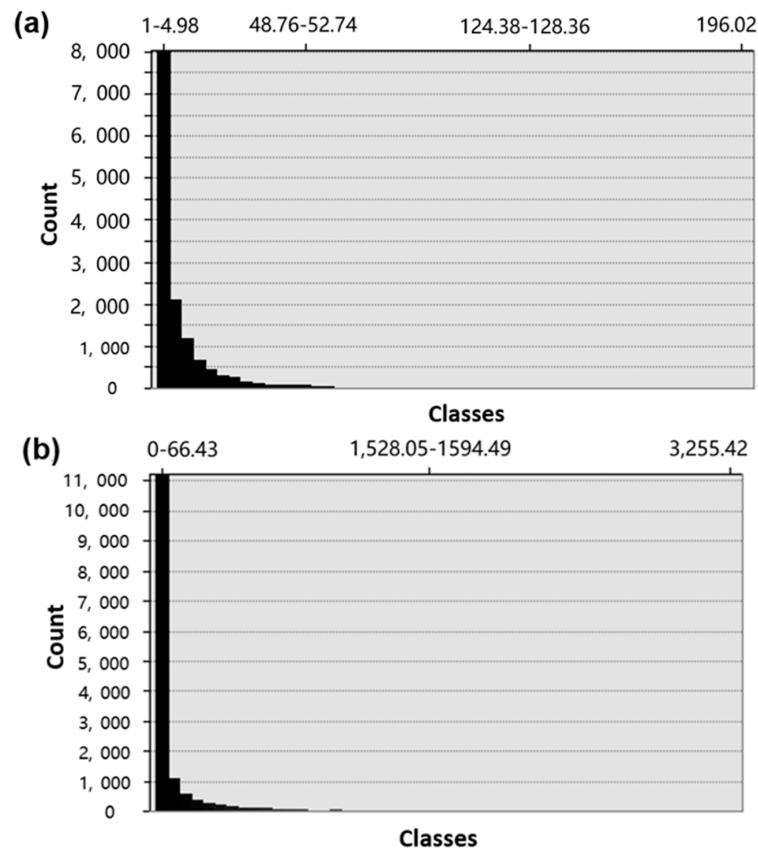 (a)
1-4.98 48.76-52.74 124.38-128.36 196.02
8, 000
7, 000
6, 000
5, 000
4, 000
3, 000
2, 000
1, 000
0
Count
Classes
(b)
0-66.43 1,528.05-1594.49 3,255.42
11, 000
10, 000
9, 000
8, 000
7, 000
6, 000
5, 000
4, 000
3, 000
2, 000
1, 000
0
Count
Classes